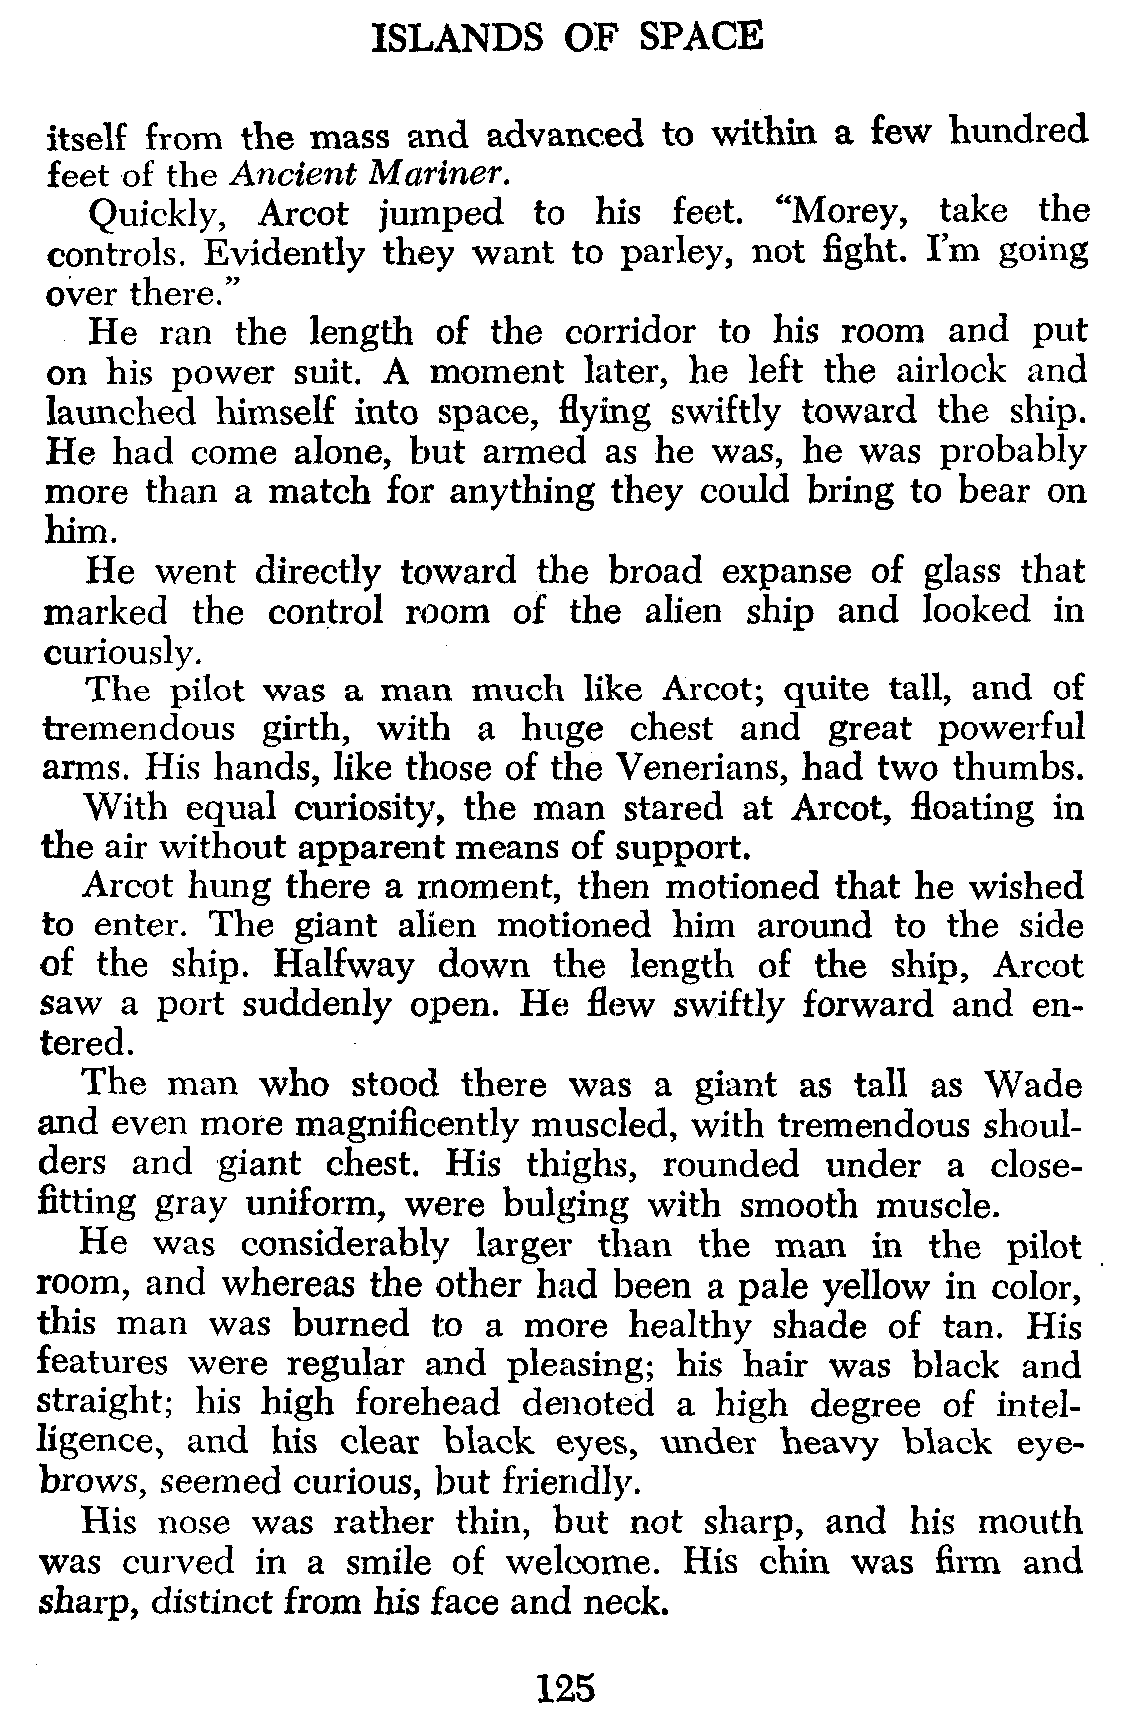 ISLANDS OF SPACE
itself from the mass and advanced to within a few hundred
feet of the Ancient Mariner.
Quickly, Arcot jumped to his feet. “Morey, take the
controls. Evidently they want to parley, not fight. I’m going
over there.”
He ran the length of the corridor to his room and put
on his power suit. A moment later, he left the airlock and
launched himself into space, flying swiftly toward the ship.
He had come alone, but armed as he was, he was probably
more than a match for anything they could bring to bear on
him.
He went directly toward the broad expanse of glass that
marked the control room of the alien ship and looked in
curiously.
The pilot was a man much like Arcot; quite tall, and of
tremendous girth, with a huge chest and great powerful
arms. His hands, like those of the Venerians, had two thumbs.
With equal curiosity, the man stared at Arcot, floating in
the air without apparent means of support.
Arcot hung there a moment, then motioned that he wished
to enter. The giant alien motioned him around to the side
of the ship. Halfway down the length of the ship, Arcot
saw a port suddenly open. He flew swiftly forward and en-
tered.
The man who stood there was a giant as tall as Wade
and even more magnificently muscled, with tremendous shoul-
ders and giant chest. His thighs, rounded under a close-
fitting gray uniform, were bulging with smooth muscle.
He was considerably larger than the man in the pilot
room, and whereas the other had been a pale yellow in color,
this man was burned to a more healthy shade of tan. His
features were regular and pleasing; his hair was black and
straight; his high forehead denoted a high degree of intel-
ligence, and his clear black eyes, under heavy black eye-
brows, seemed curious, but friendly.
His nose was rather thin, but not sharp, and his mouth
was curved in a smile of welcome. His chin was firm and
sharp, distinct from his face and neck.
125